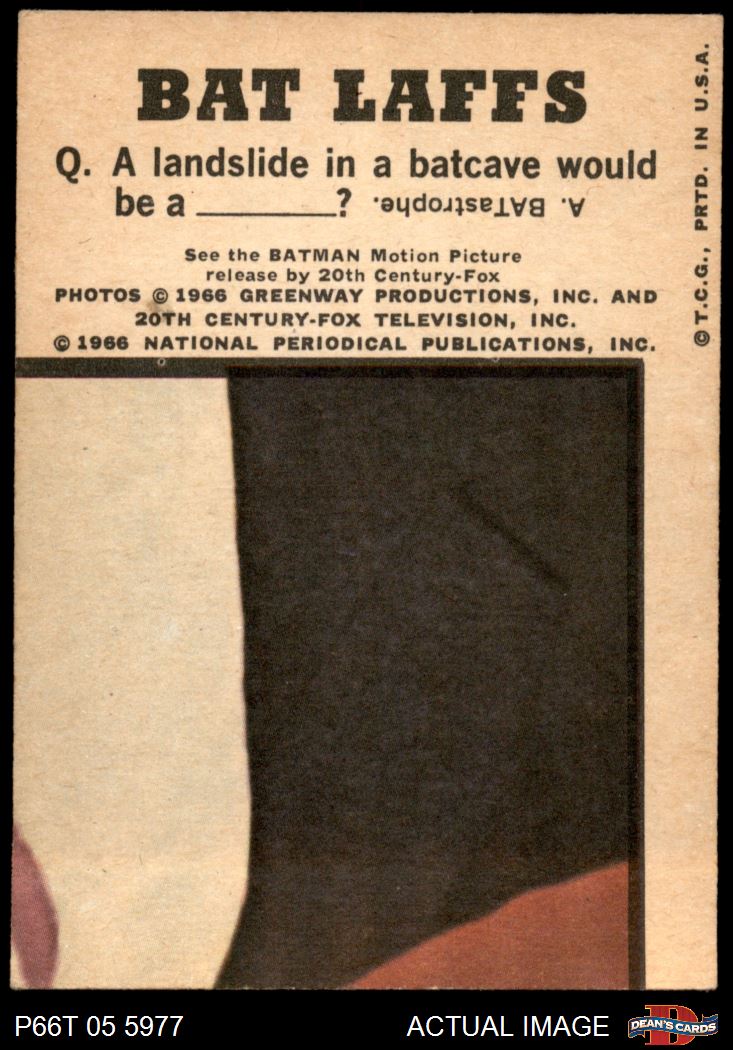 BAT LAFFS
Q. A landslide in a batcave would
be a ________? A. BATastrophe.
See the BATMAN Motion Picture
release by 20th Century-Fox
PHOTOS © 1966 GREENWAY PRODUCTIONS, INC. AND
20TH CENTURY-FOX TELEVISION, INC.
© 1966 NATIONAL PERIODICAL PUBLICATIONS, INC.
© T.C.G., PRTD. IN U.S.A.
P66T 05 5977
ACTUAL IMAGE
D
DEAN'S CARDS